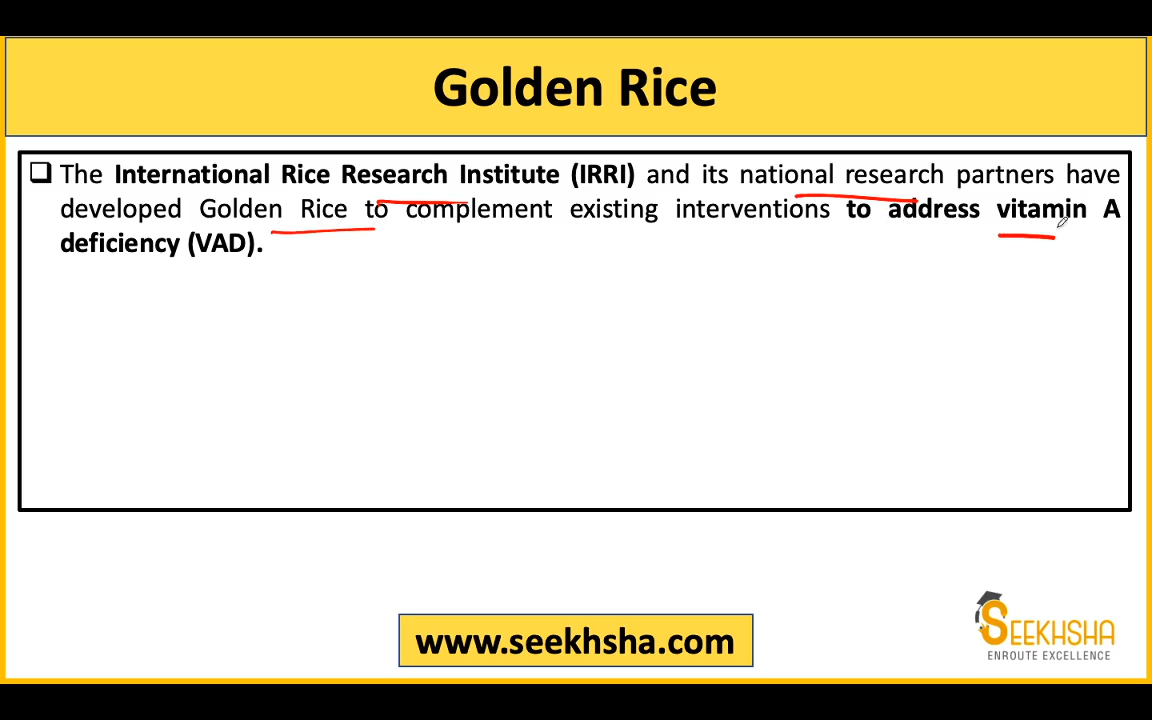 Golden Rice
❑ The International Rice Research Institute (IRRI) and its national research partners have
developed Golden Rice to complement existing interventions to address vitamin A
deficiency (VAD).
www.seekhsha.com
SEEKHSHA
ENROUTE EXCELLENCE